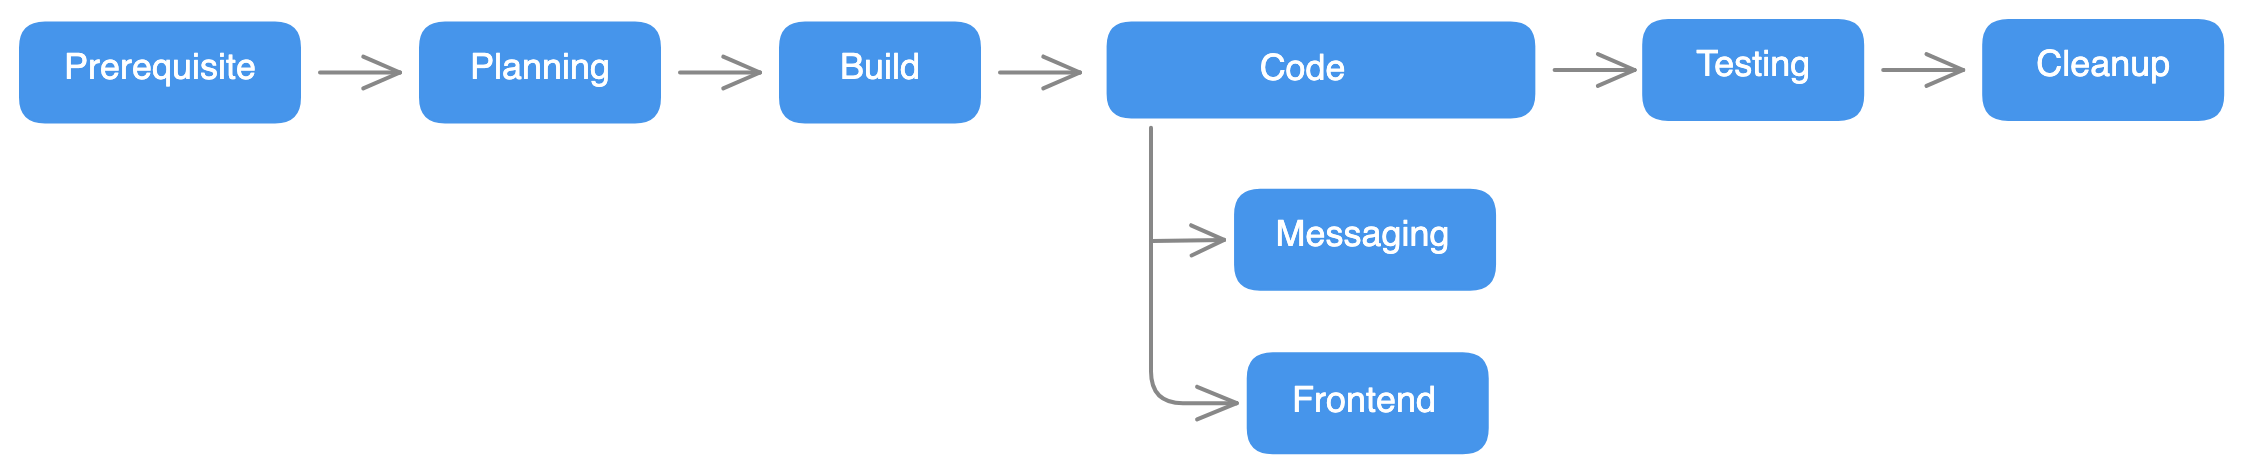 Prerequisite
Planning
Build
Code
Testing
Cleanup
Messaging
Frontend